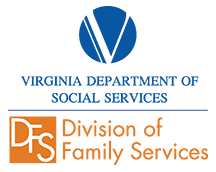 VIRGINIA DEPARTMENT OF
SOCIAL SERVICES
DFS
Division of
Family Services